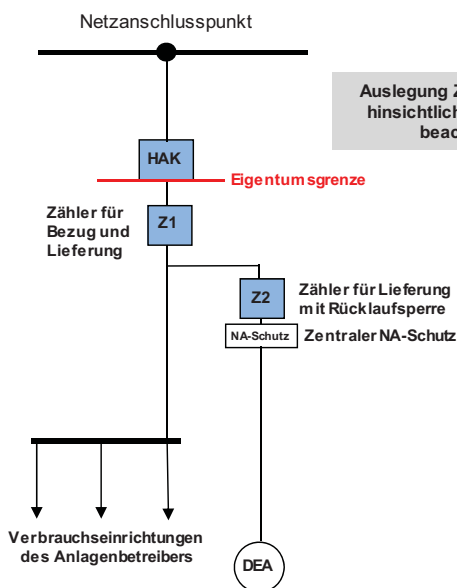 Netzanschlusspunkt
Auslegung
hinsichtlich
HAK
Eigentumsgrenze
Zähler für
Bezug und
Lieferung
Z1
Z2
Zähler für Lieferung
mit Rücklaufsperre
NA-Schutz
Zentraler NA-Schutz
Verbrauchseinrichtungen
des Anlagenbetreibers
DEA